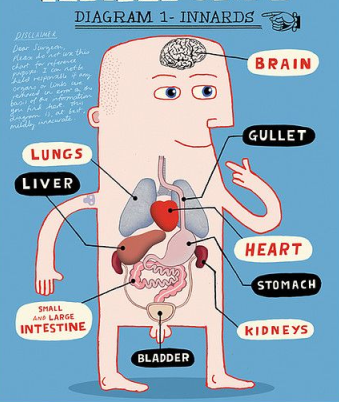 DIAGRAM 1- INNARDS
DISCLAIMER
Dear Surgeon,
Please do not use this
chart for reference
purposes. I can not be
held responsible if any
organs or limbs are
removed in error on the
basis of the information
you find here. This
diagram is, at best,
medically inaccurate.
BRAIN
GULLET
LUNGS
LIVER
HEART
STOMACH
SMALL
AND LARGE
INTESTINE
KIDNEYS
BLADDER